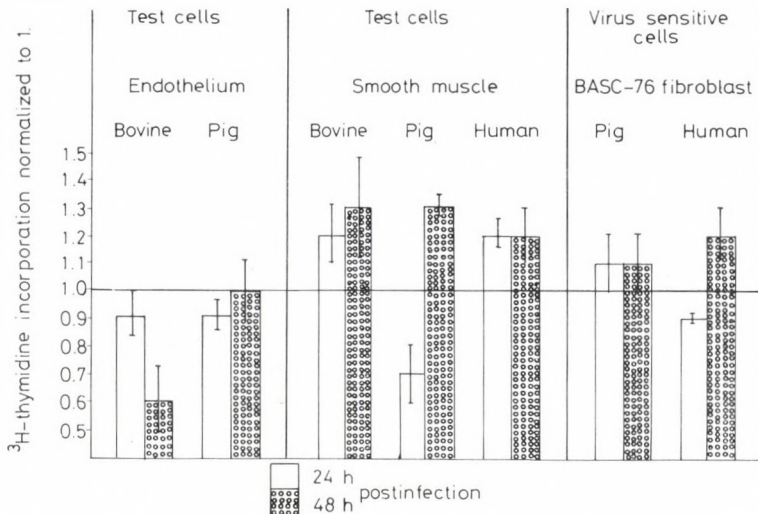 ³H-thymidine incorporation normalized to 1.
Test cells
Endothelium
Bovine Pig
Test cells
Smooth muscle
Bovine Pig Human
Virus sensitive
cells
BASC-76 fibroblast
Pig Human
1.5
1.4
1.3
1.2
1.1
1.0
0.9
0.8
0.7
0.6
0.5
24 h
48 h
postinfection